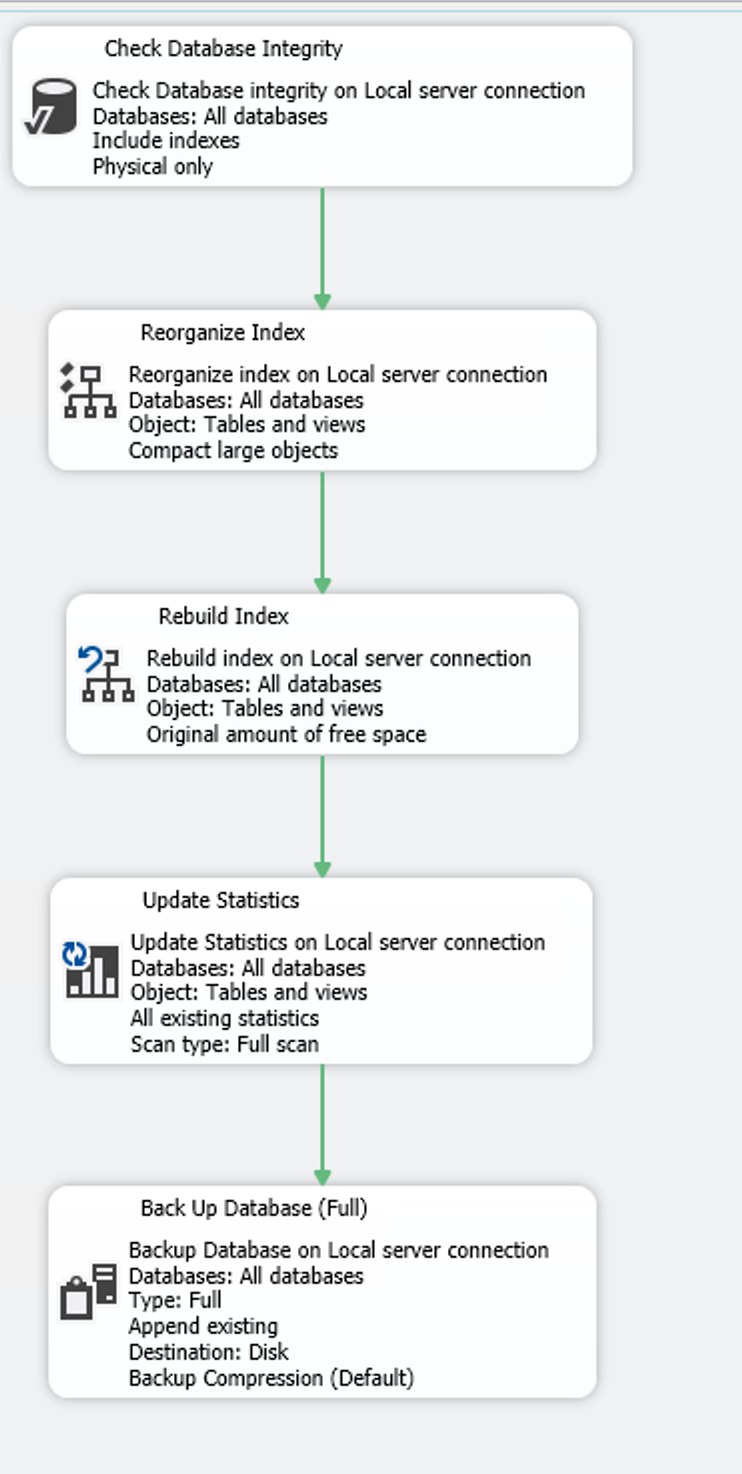 Check Database Integrity
Check Database integrity on Local server connection
Databases: All databases
Include indexes
Physical only
Reorganize Index
Reorganize index on Local server connection
Databases: All databases
Object: Tables and views
Compact large objects
Rebuild Index
Rebuild index on Local server connection
Databases: All databases
Object: Tables and views
Original amount of free space
Update Statistics
Update Statistics on Local server connection
Databases: All databases
Object: Tables and views
All existing statistics
Scan type: Full scan
Back Up Database (Full)
Backup Database on Local server connection
Databases: All databases
Type: Full
Append existing
Destination: Disk
Backup Compression (Default)